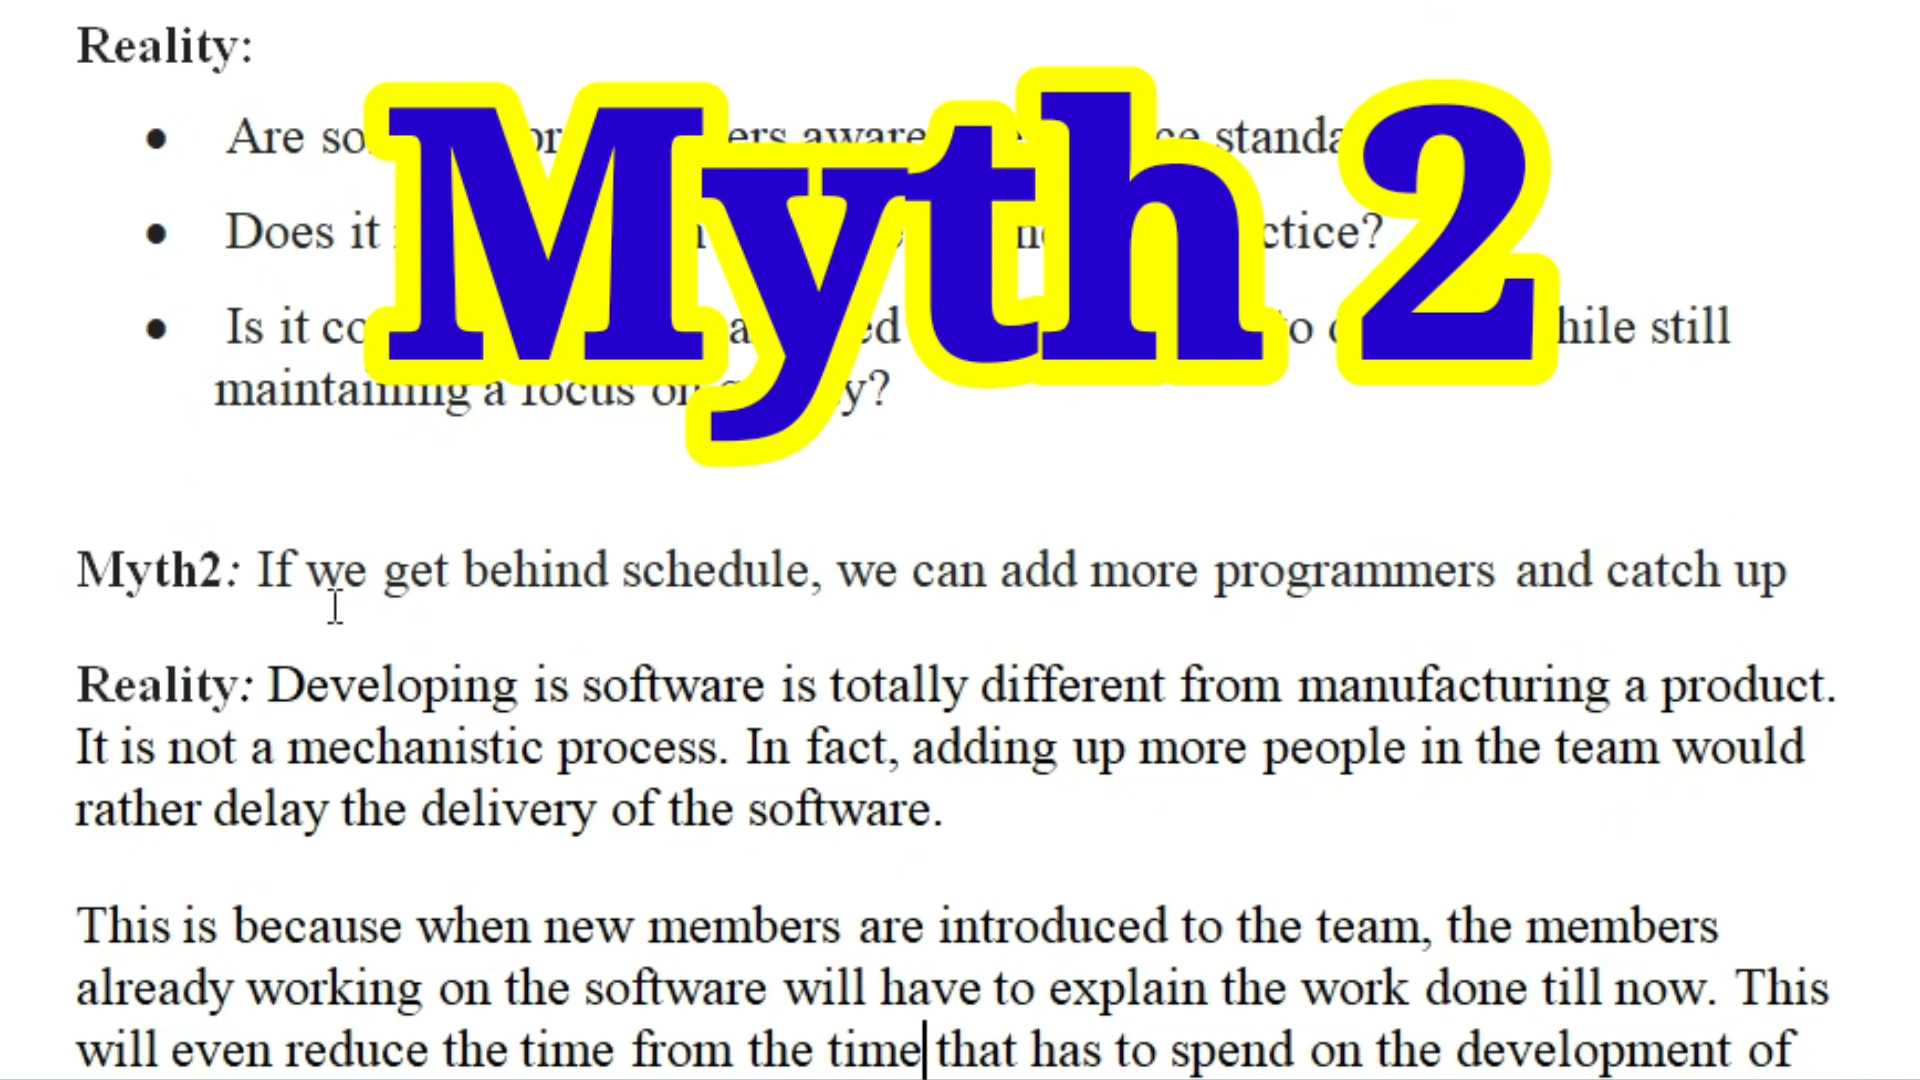 Reality:
Myth 2
● Are aware standa
● Does it
● Is it still
maintaining a focus
Myth2: If we get behind schedule, we can add more programmers and catch up
Reality: Developing is software is totally different from manufacturing a product.
It is not a mechanistic process. In fact, adding up more people in the team would
rather delay the delivery of the software.
This is because when new members are introduced to the team, the members
already working on the software will have to explain the work done till now. This
will even reduce the time from the time that has to spend on the development of